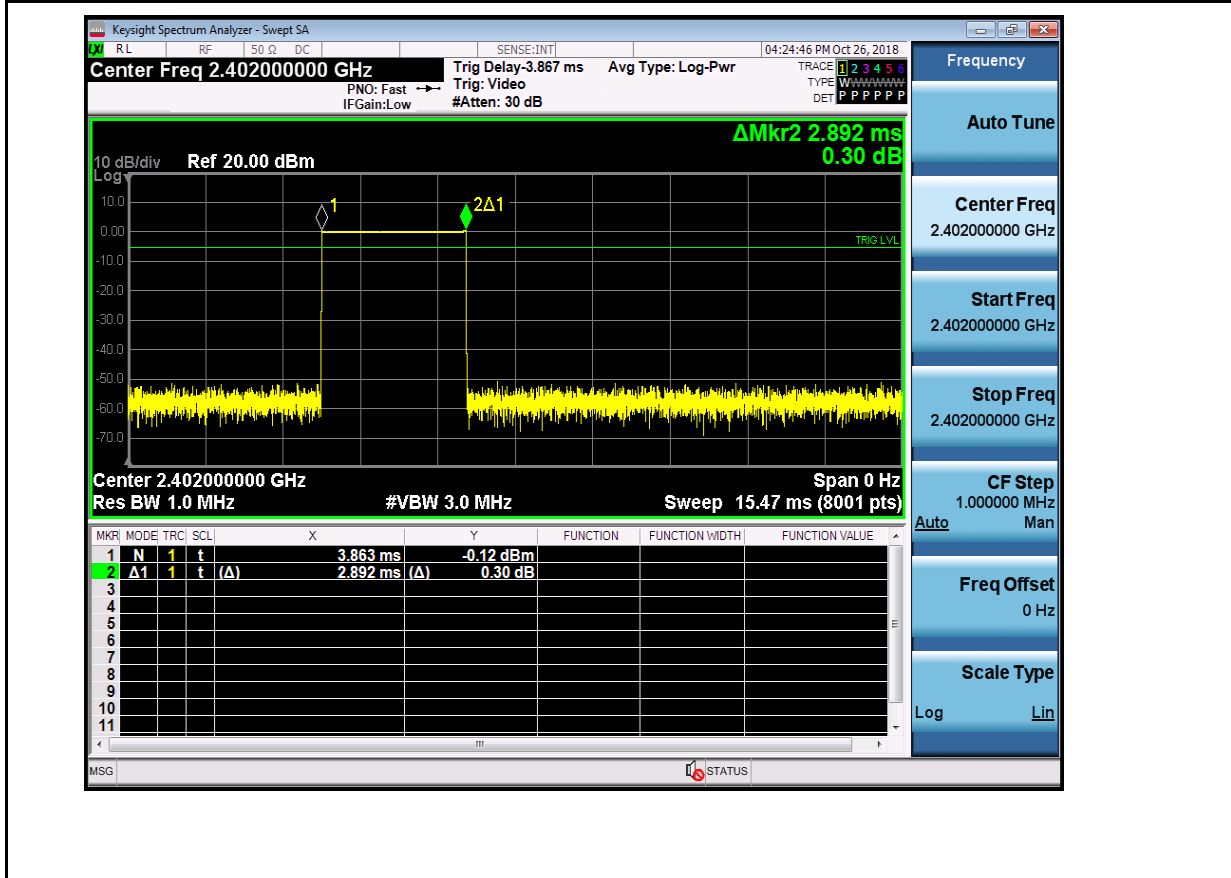 Keysight Spectrum Analyzer - Swept SA
LXI RL RF 50 Ω DC SENSE:INT 04:24:46 PM Oct 26, 2018
Center Freq 2.402000000 GHz
PNO: Fast
IFGain:Low
Trig Delay-3.867 ms
Trig: Video
#Atten: 30 dB
Avg Type: Log-Pwr
TRACE 1 2 3 4 5 6
TYPE WWWWWW
DET P P P P P P
ΔMkr2 2.892 ms
0.30 dB
10 dB/div Ref 20.00 dBm
Log
10.0
0.00
-10.0
-20.0
-30.0
-40.0
-50.0
-60.0
-70.0
1
2Δ1
TRIG LVL
Center 2.402000000 GHz Span 0 Hz
Res BW 1.0 MHz #VBW 3.0 MHz Sweep 15.47 ms (8001 pts)
MKR MODE TRC SCL X Y FUNCTION FUNCTION WIDTH FUNCTION VALUE
1 N 1 t 3.863 ms -0.12 dBm
2 Δ1 1 t (Δ) 2.892 ms (Δ) 0.30 dB
3
4
5
6
7
8
9
10
11
MSG STATUS
Frequency
Auto Tune
Center Freq
2.402000000 GHz
Start Freq
2.402000000 GHz
Stop Freq
2.402000000 GHz
CF Step
1.000000 MHz
Auto Man
Freq Offset
0 Hz
Scale Type
Log Lin